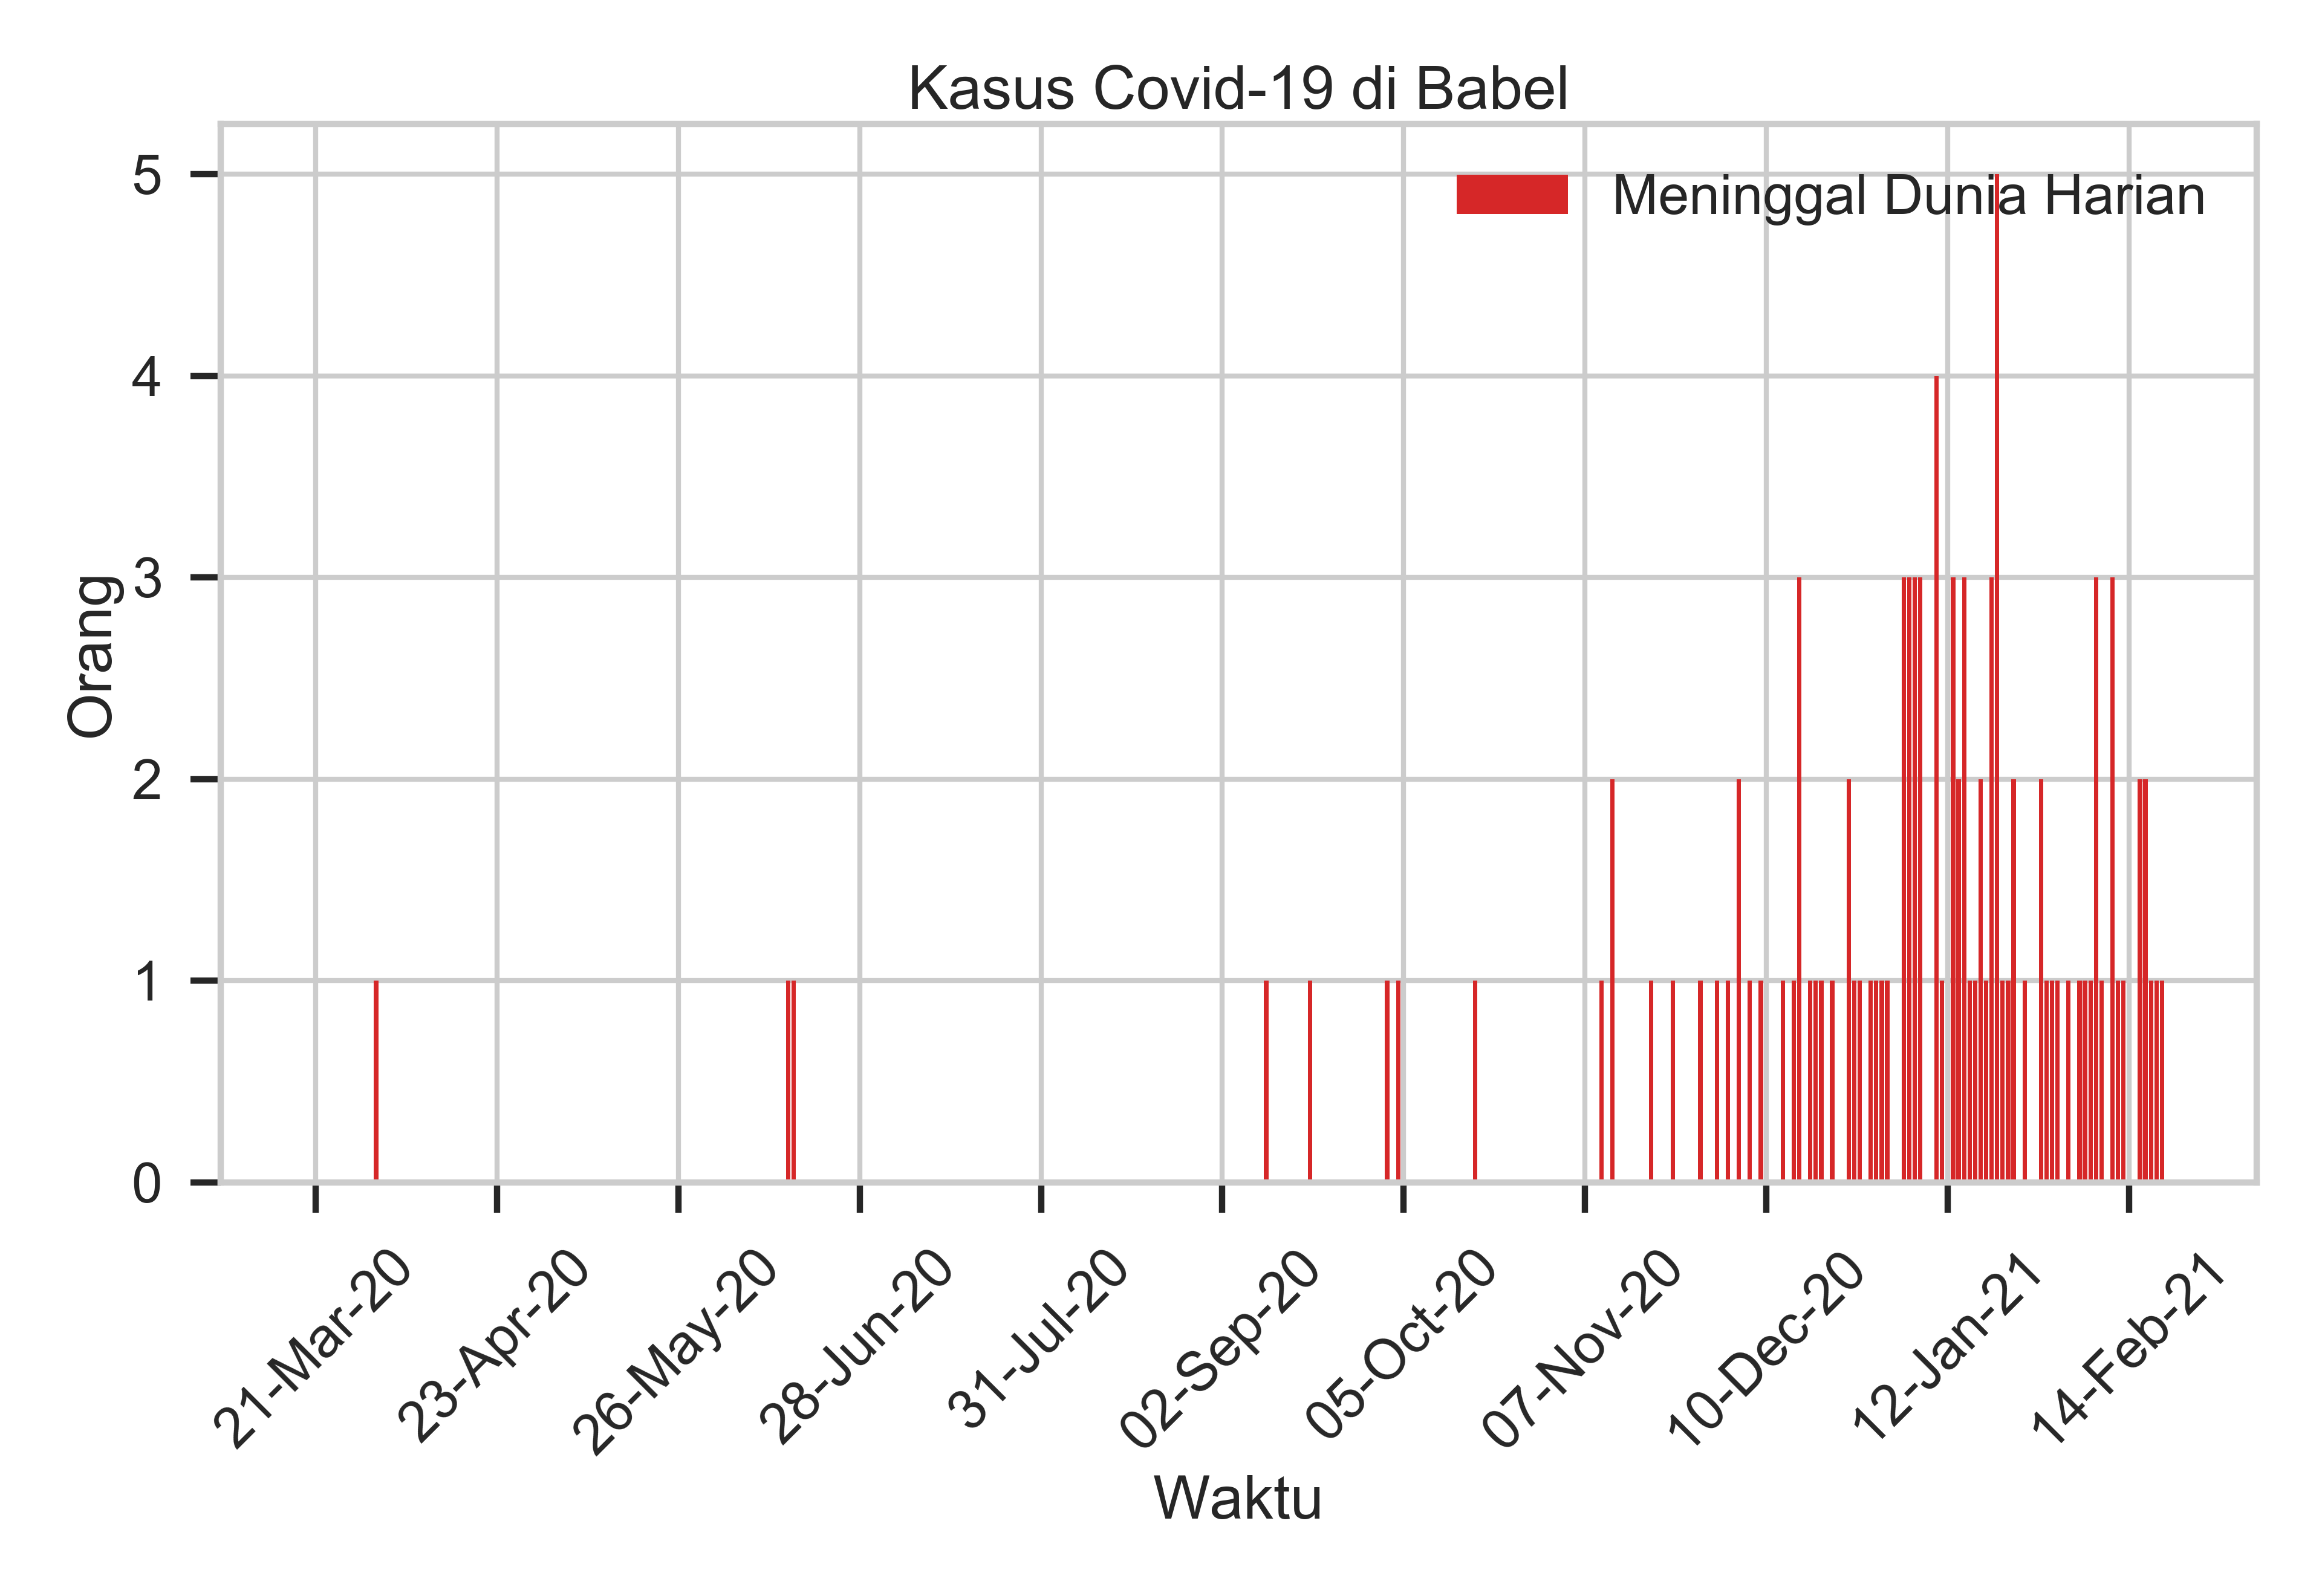 Kasus Covid-19 di Babel
Meninggal Dunia Harian
5
4
3
2
1
0
Orang
21-Mar-20
23-Apr-20
26-May-20
28-Jun-20
31-Jul-20
02-Sep-20
05-Oct-20
07-Nov-20
10-Dec-20
12-Jan-21
14-Feb-21
Waktu